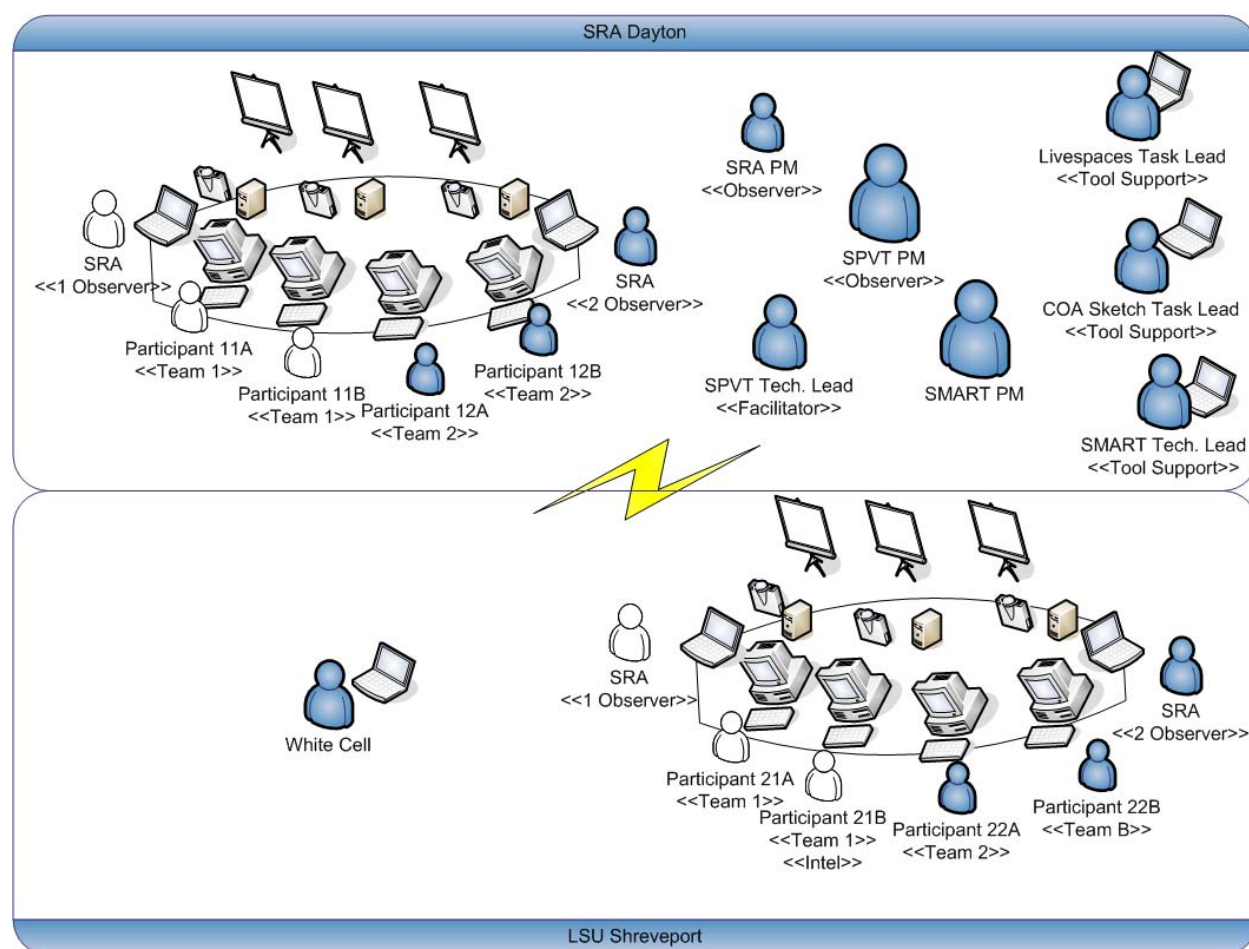 SRA Dayton
SRA
<<1 Observer>>
Participant 11A
<<Team 1>>
Participant 11B
<<Team 1>>
Participant 12A
<<Team 2>>
Participant 12B
<<Team 2>>
SRA
<<2 Observer>>
SRA PM
<<Observer>>
SPVT PM
<<Observer>>
SPVT Tech. Lead
<<Facilitator>>
SMART PM
Livespaces Task Lead
<<Tool Support>>
COA Sketch Task Lead
<<Tool Support>>
SMART Tech. Lead
<<Tool Support>>
White Cell
SRA
<<1 Observer>>
Participant 21A
<<Team 1>>
Participant 21B
<<Team 1>>
<<Intel>>
Participant 22A
<<Team 2>>
Participant 22B
<<Team B>>
SRA
<<2 Observer>>
LSU Shreveport